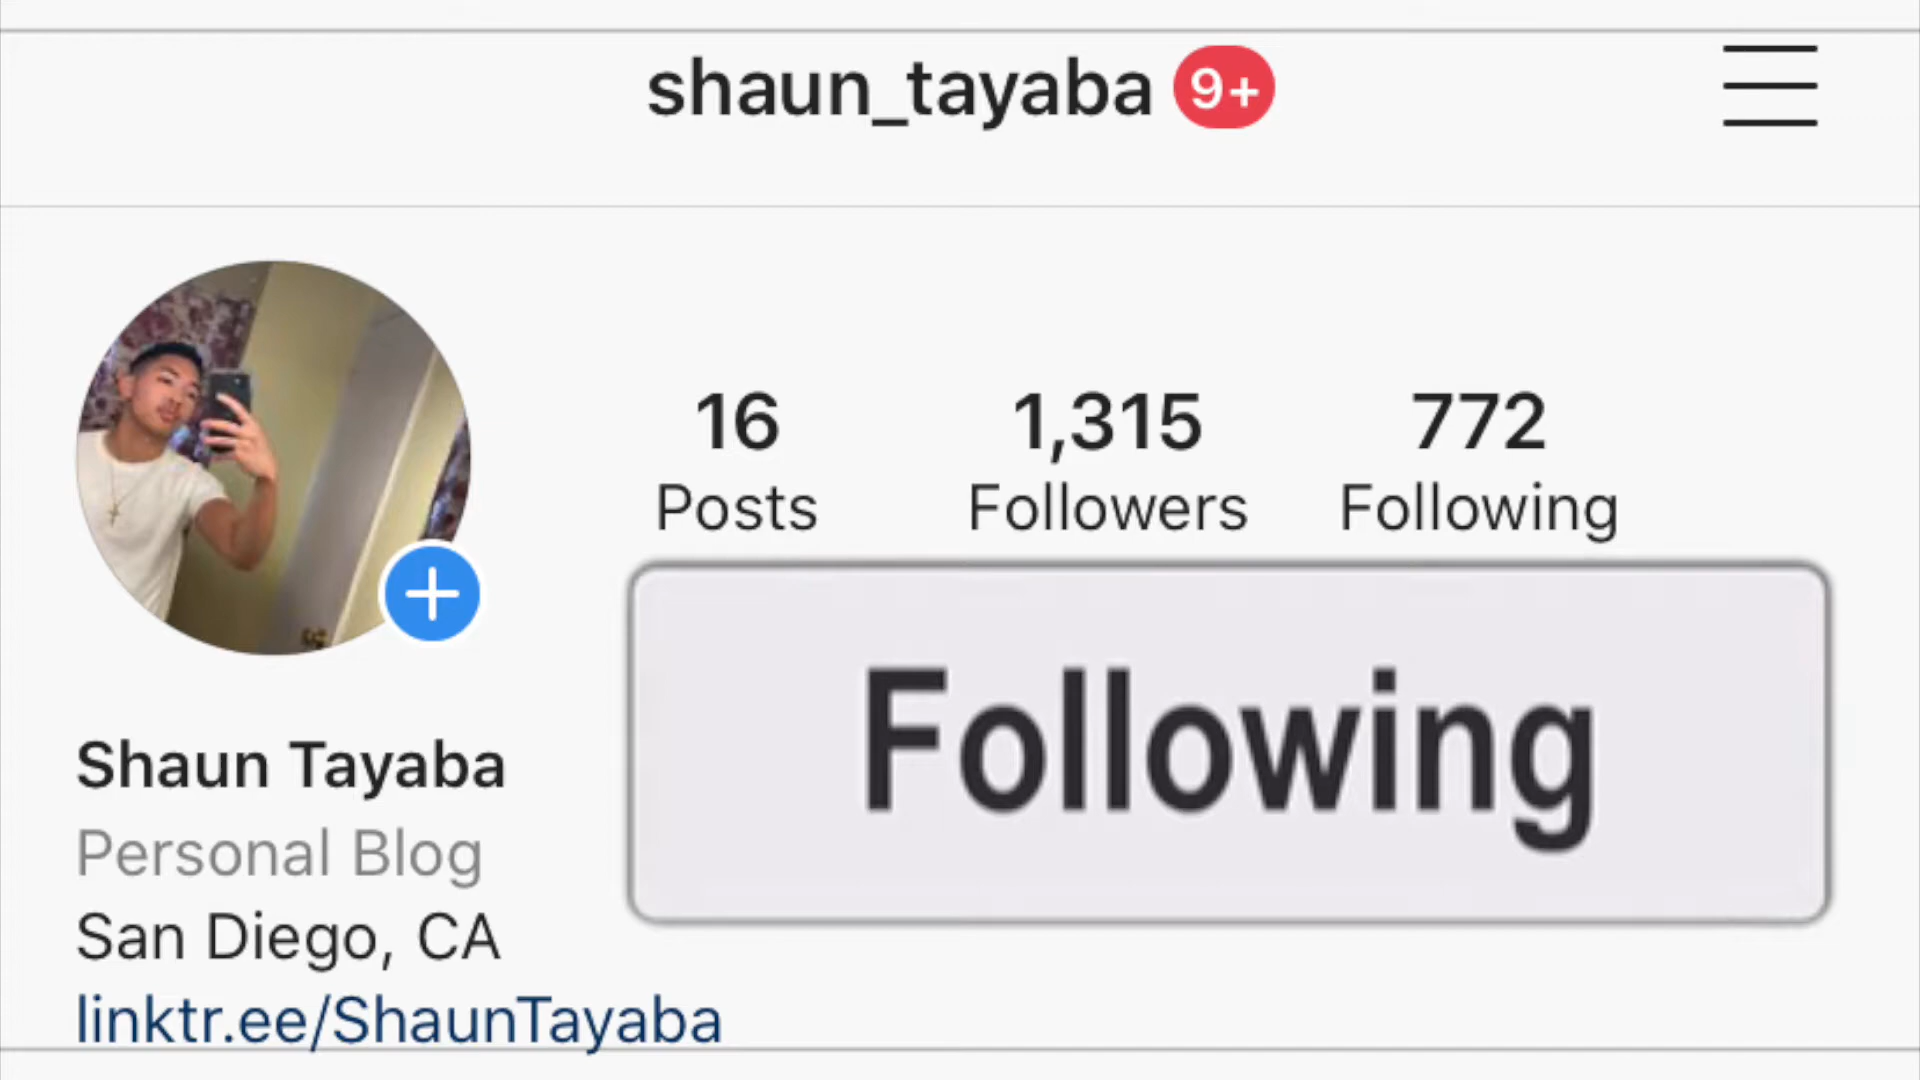 shaun_tayaba 9+
16 1,315 772
Posts Followers Following
Following
Shaun Tayaba
Personal Blog
San Diego, CA
linktr.ee/ShaunTayaba